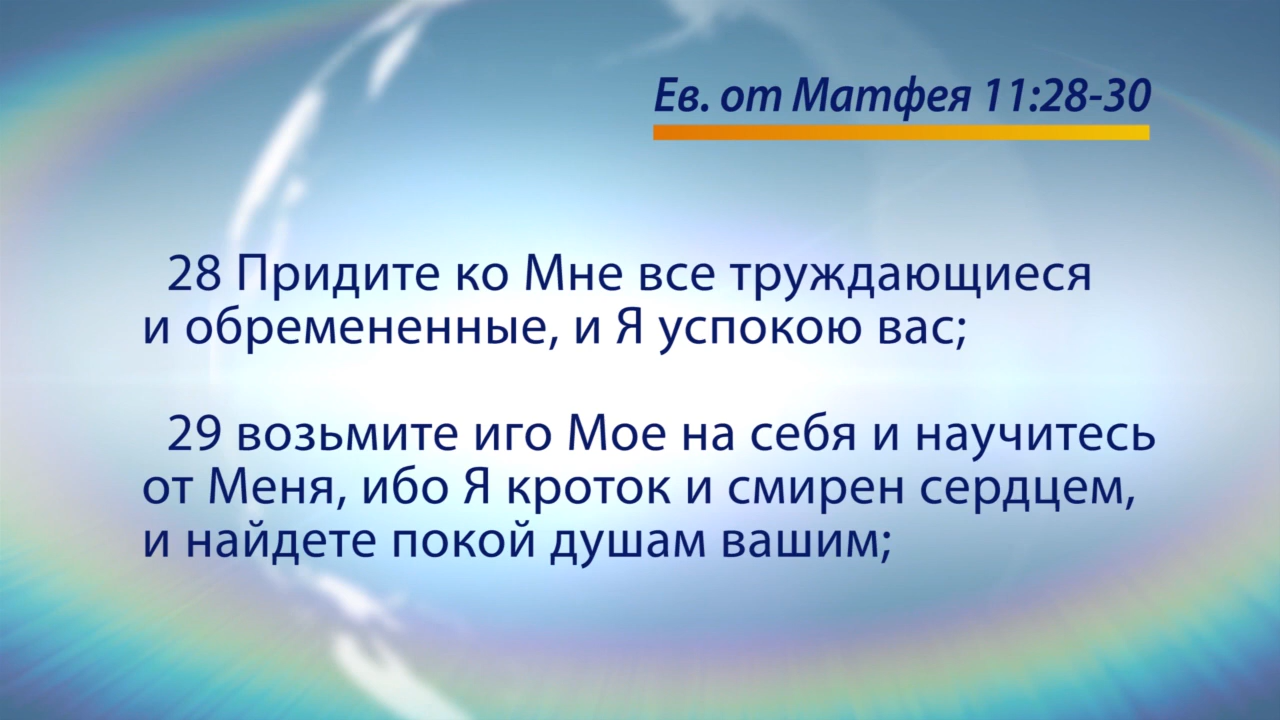 Ев. от Матфея 11:28-30
28 Придите ко Мне все труждающиеся
и обремененные, и Я успокою вас;
29 возьмите иго Мое на себя и научитесь
от Меня, ибо Я кроток и смирен сердцем,
и найдете покой душам вашим;